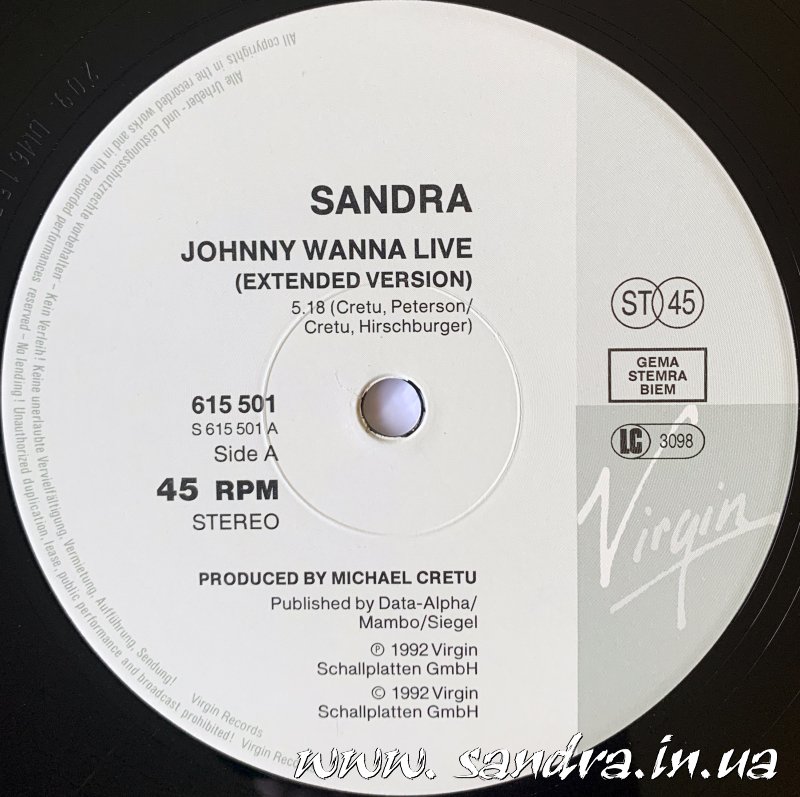 SANDRA
JOHNNY WANNA LIVE
(EXTENDED VERSION)
5.18 (Cretu, Peterson/
Cretu, Hirschburger)
ST 45
GEMA
STEMRA
BIEM
LC 3098
Virgin
615 501
S 615 501 A
Side A
45 RPM
STEREO
PRODUCED BY MICHAEL CRETU
Published by Data-Alpha/
Mambo/Siegel
℗ 1992 Virgin
Schallplatten GmbH
© 1992 Virgin
Schallplatten GmbH
Alle Urheber- und Leistungsschutzrechte vorbehalten - Kein Verleih! Keine unerlaubte Vervielfältigung, Vermietung, Aufführung, Sendung! Virgin Records
All copyrights in the recorded works and in the recorded performances reserved - No lending! Unauthorized duplication, lease, public performance and broadcast prohibited! Virgin Records
www.sandra.in.ua